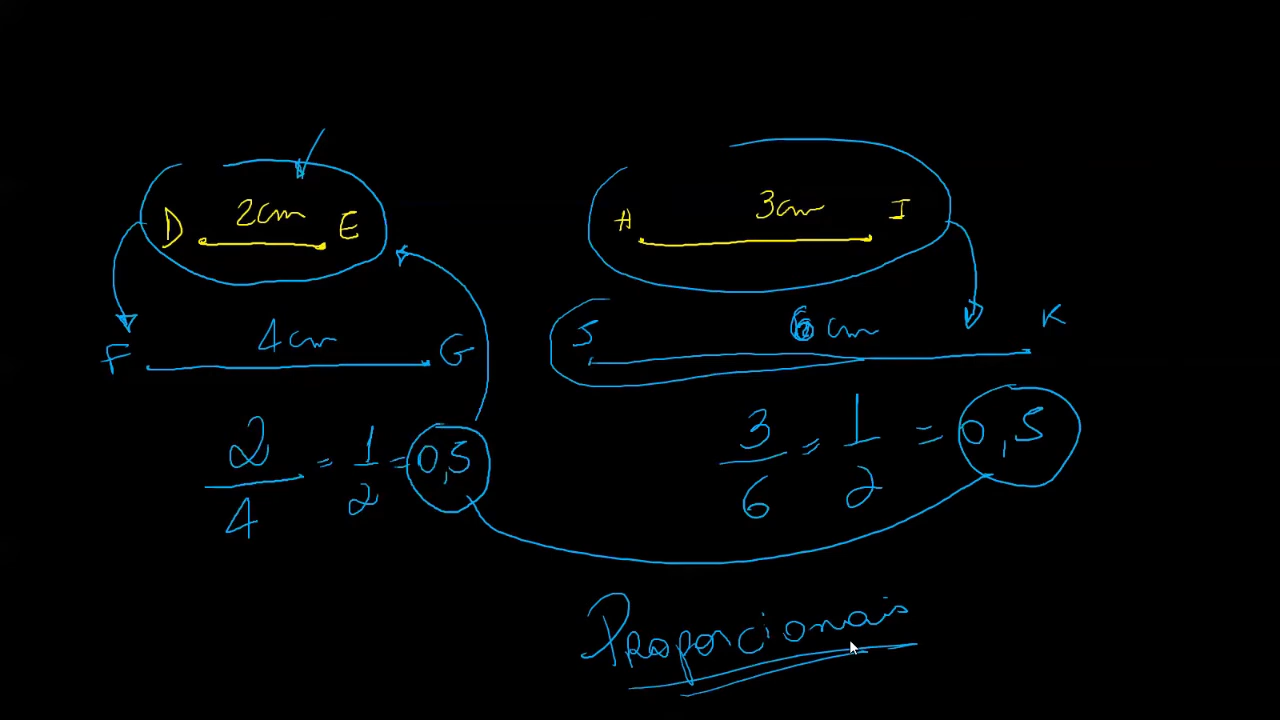 D 2cm E
H 3cm I
F 4cm G
J 6cm K
2/4 = 1/2 = 0,5
3/6 = 1/2 = 0,5
Proporcionais